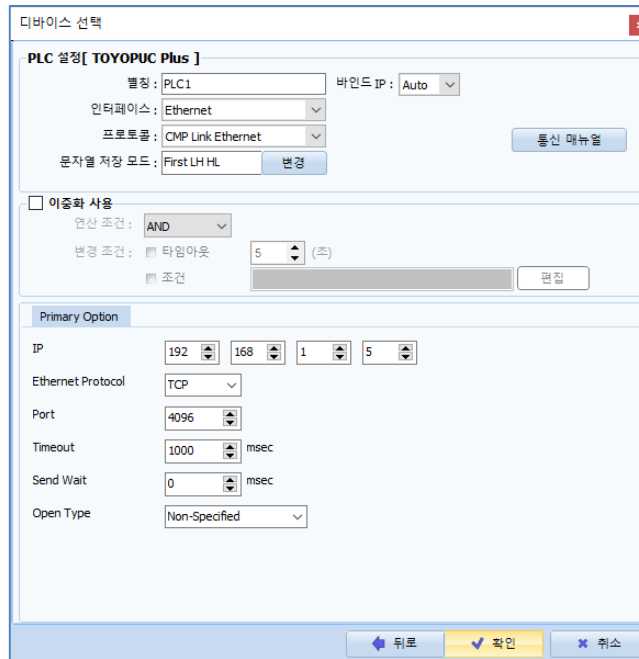 디바이스 선택
PLC 설정[ TOYOPUC Plus ]
별칭 : PLC1 바인드 IP : Auto
인터페이스 : Ethernet
프로토콜 : CMP Link Ethernet 통신 매뉴얼
문자열 저장 모드 : First LH HL 변경
이중화 사용
연산 조건 : AND
변경 조건 : 타임아웃 5 (초)
조건 편집
Primary Option
IP 192 168 1 5
Ethernet Protocol TCP
Port 4096
Timeout 1000 msec
Send Wait 0 msec
Open Type Non-Specified
뒤로 확인 취소